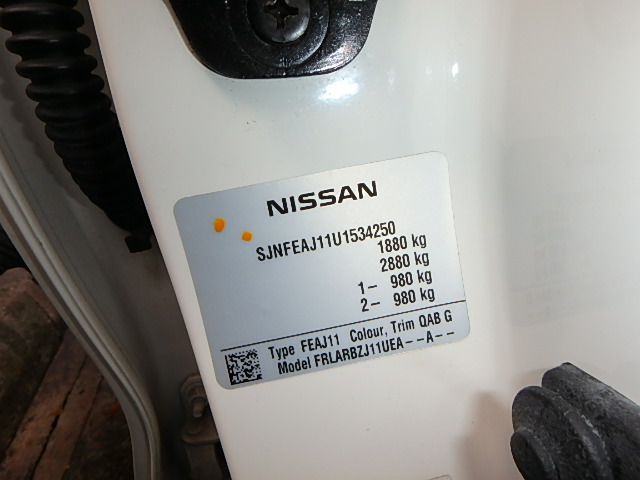 NISSAN
SJNFEAJ11U1534250
1880 kg
2880 kg
1- 980 kg
2- 980 kg
Type FEAJ11 Colour, Trim QAB G
Model FRLARBZJ11UEA--A--